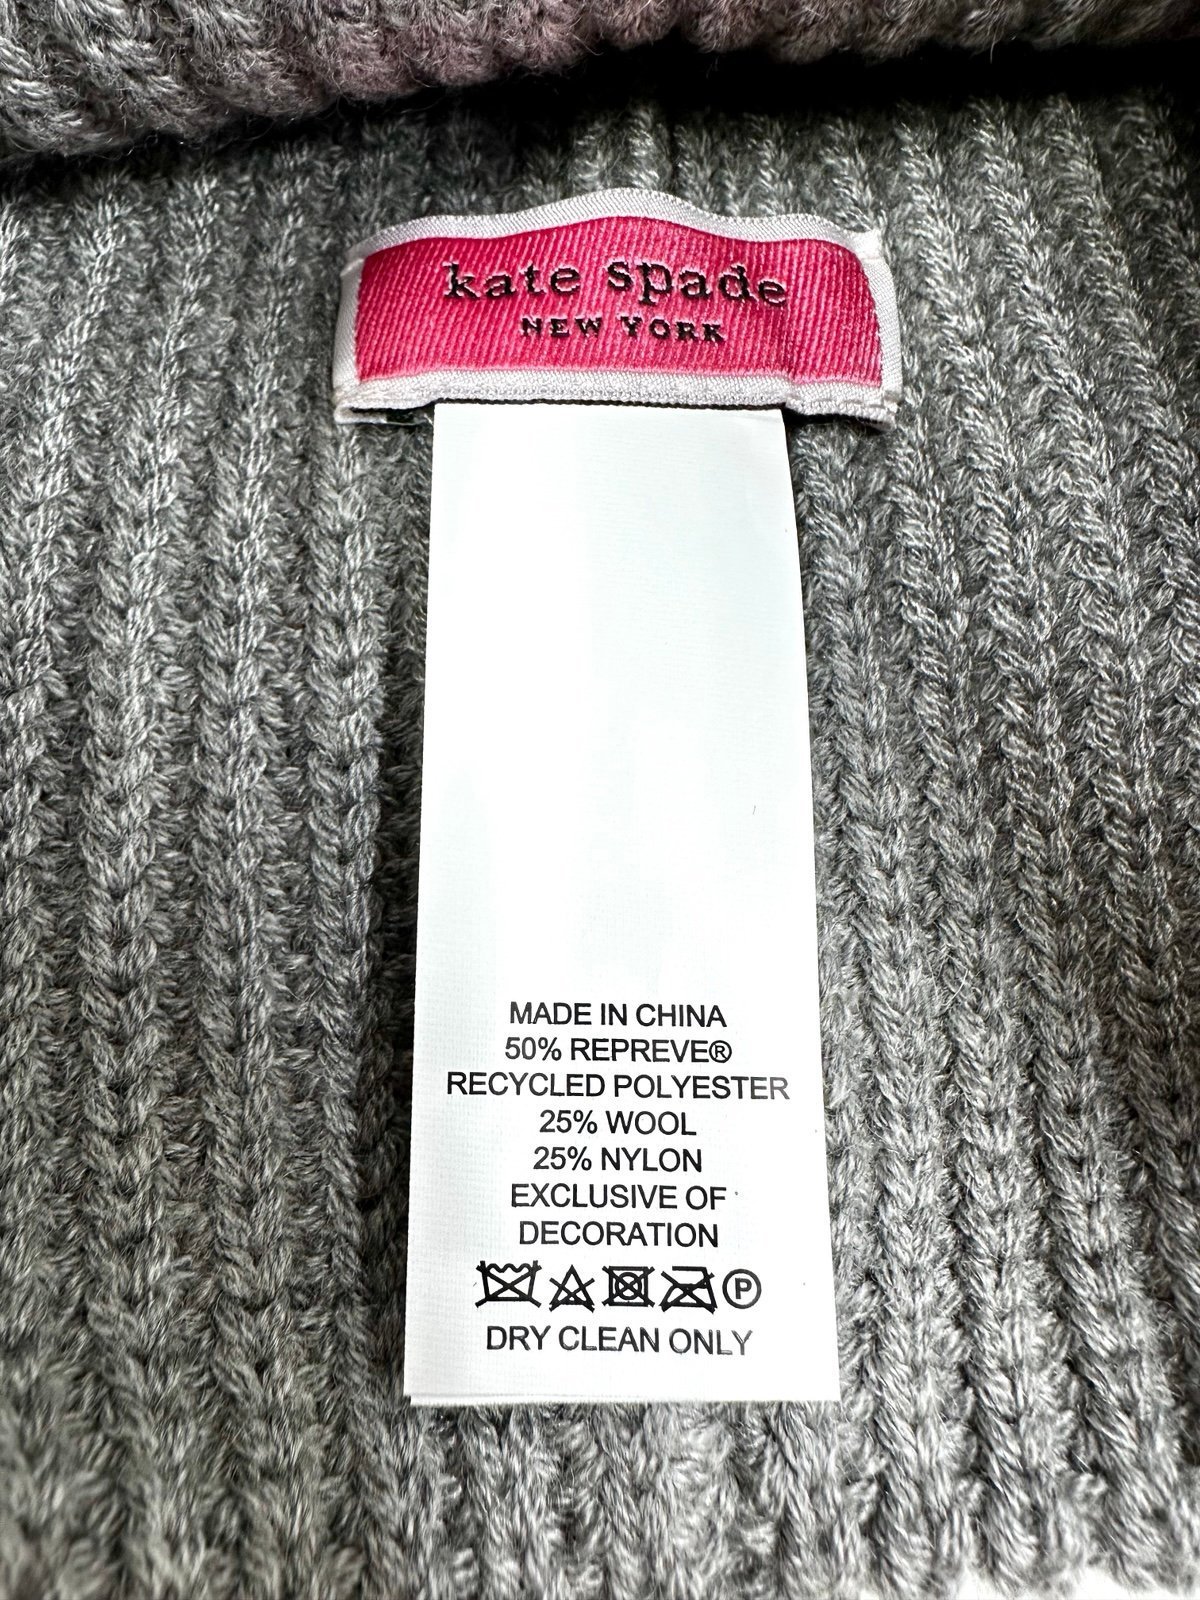 kate spade
NEW YORK
MADE IN CHINA
50% REPREVE®
RECYCLED POLYESTER
25% WOOL
25% NYLON
EXCLUSIVE OF
DECORATION
P
DRY CLEAN ONLY